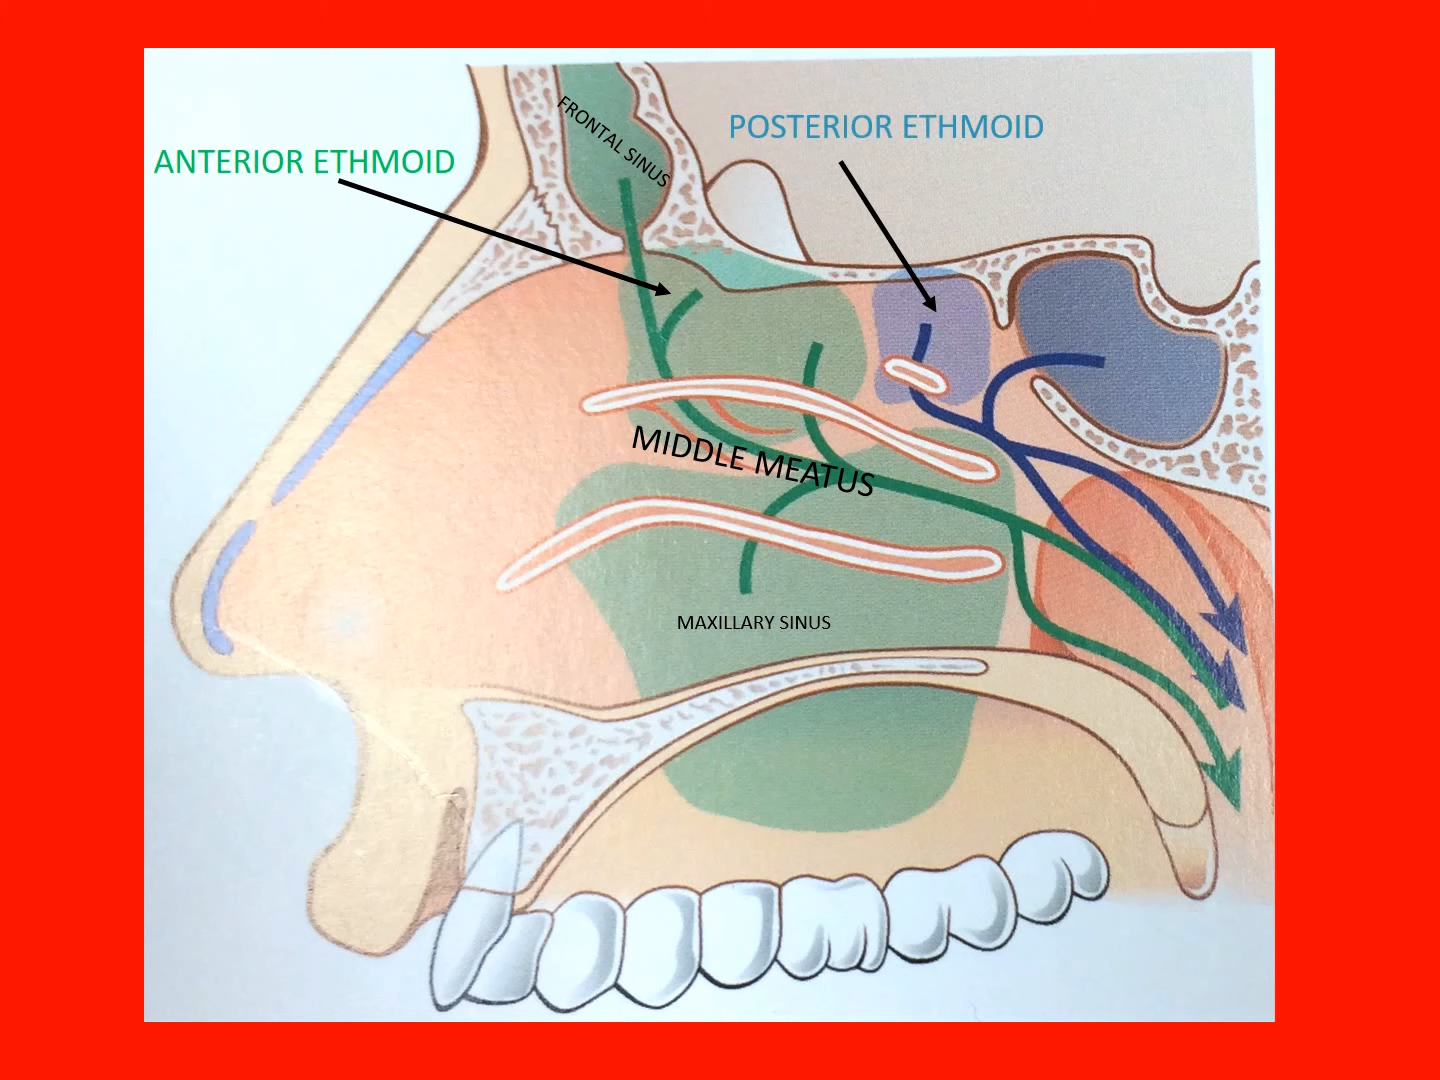 FRONTAL SINUS
POSTERIOR ETHMOID
ANTERIOR ETHMOID
MIDDLE MEATUS
MAXILLARY SINUS